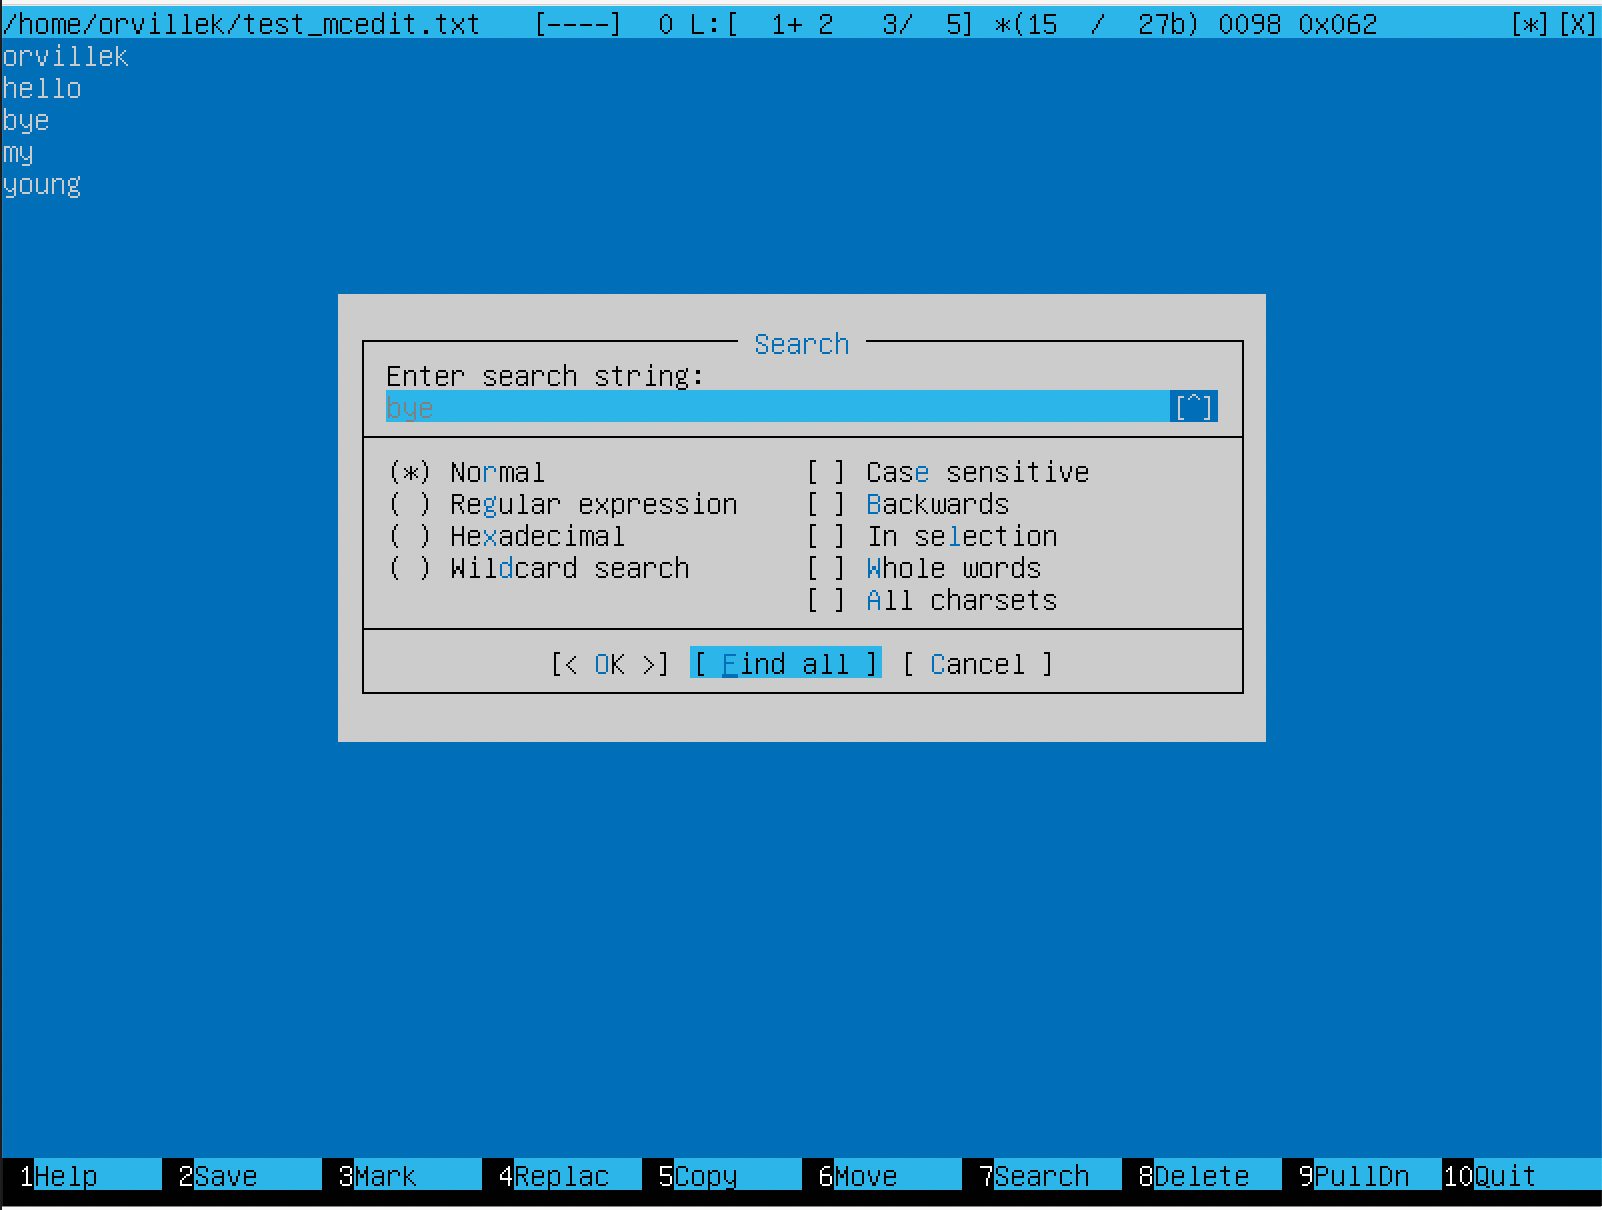 /home/orvillek/test_mcedit.txt [----] 0 L:[ 1+ 2 3/ 5] *(15 / 27b) 0098 0x062 [*][X]
orvillek
hello
bye
my
young
Search
Enter search string:
bye [^]
(*) Normal [ ] Case sensitive
( ) Regular expression [ ] Backwards
( ) Hexadecimal [ ] In selection
( ) Wildcard search [ ] Whole words
[ ] All charsets
[< OK >] [ Find all ] [ Cancel ]
1Help 2Save 3Mark 4Replac 5Copy 6Move 7Search 8Delete 9PullDn 10Quit